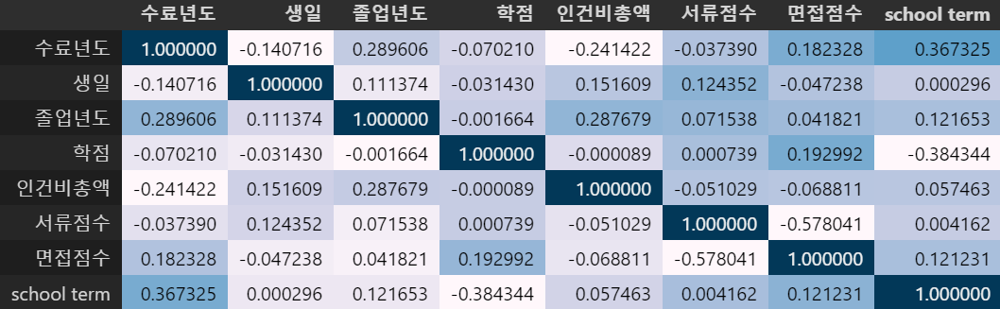 수료년도 생일 졸업년도 학점 인건비총액 서류점수 면접점수 school term
수료년도 1.000000 -0.140716 0.289606 -0.070210 -0.241422 -0.037390 0.182328 0.367325
생일 -0.140716 1.000000 0.111374 -0.031430 0.151609 0.124352 -0.047238 0.000296
졸업년도 0.289606 0.111374 1.000000 -0.001664 0.287679 0.071538 0.041821 0.121653
학점 -0.070210 -0.031430 -0.001664 1.000000 -0.000089 0.000739 0.192992 -0.384344
인건비총액 -0.241422 0.151609 0.287679 -0.000089 1.000000 -0.051029 -0.068811 0.057463
서류점수 -0.037390 0.124352 0.071538 0.000739 -0.051029 1.000000 -0.578041 0.004162
면접점수 0.182328 -0.047238 0.041821 0.192992 -0.068811 -0.578041 1.000000 0.121231
school term 0.367325 0.000296 0.121653 -0.384344 0.057463 0.004162 0.121231 1.000000